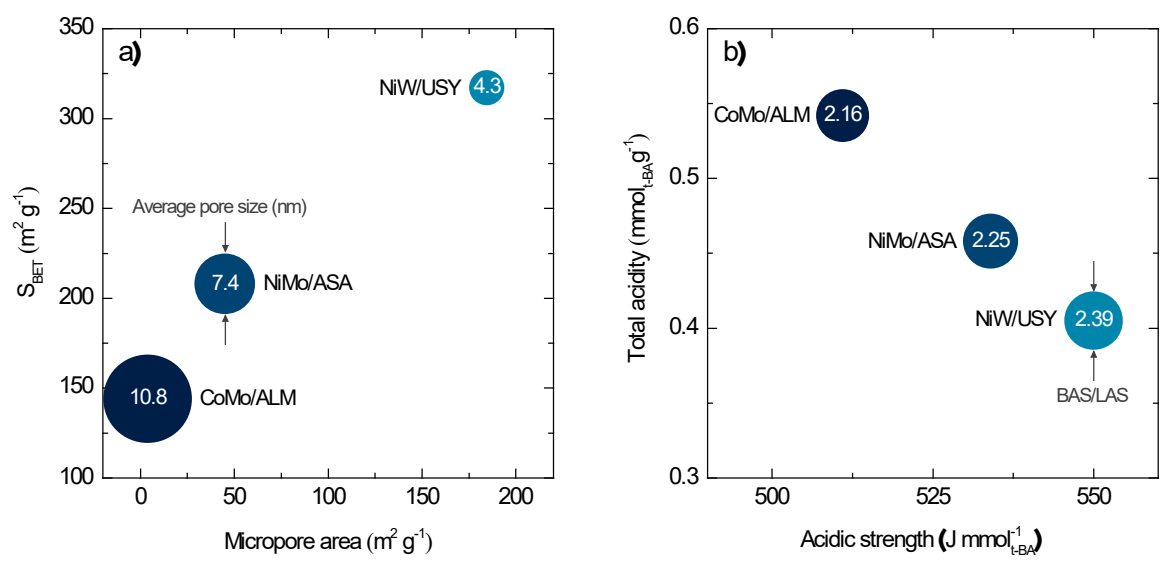 a)
350
300
250
200
150
100
S_BET (m² g⁻¹)
NiW/USY 4.3
Average pore size (nm)
7.4 NiMo/ASA
10.8 CoMo/ALM
0 50 100 150 200
Micropore area (m² g⁻¹)
b)
0.6
0.5
0.4
0.3
Total acidity (mmol_t-BA g⁻¹)
CoMo/ALM 2.16
NiMo/ASA 2.25
NiW/USY 2.39
BAS/LAS
500 525 550
Acidic strength (J mmol⁻¹_t-BA)